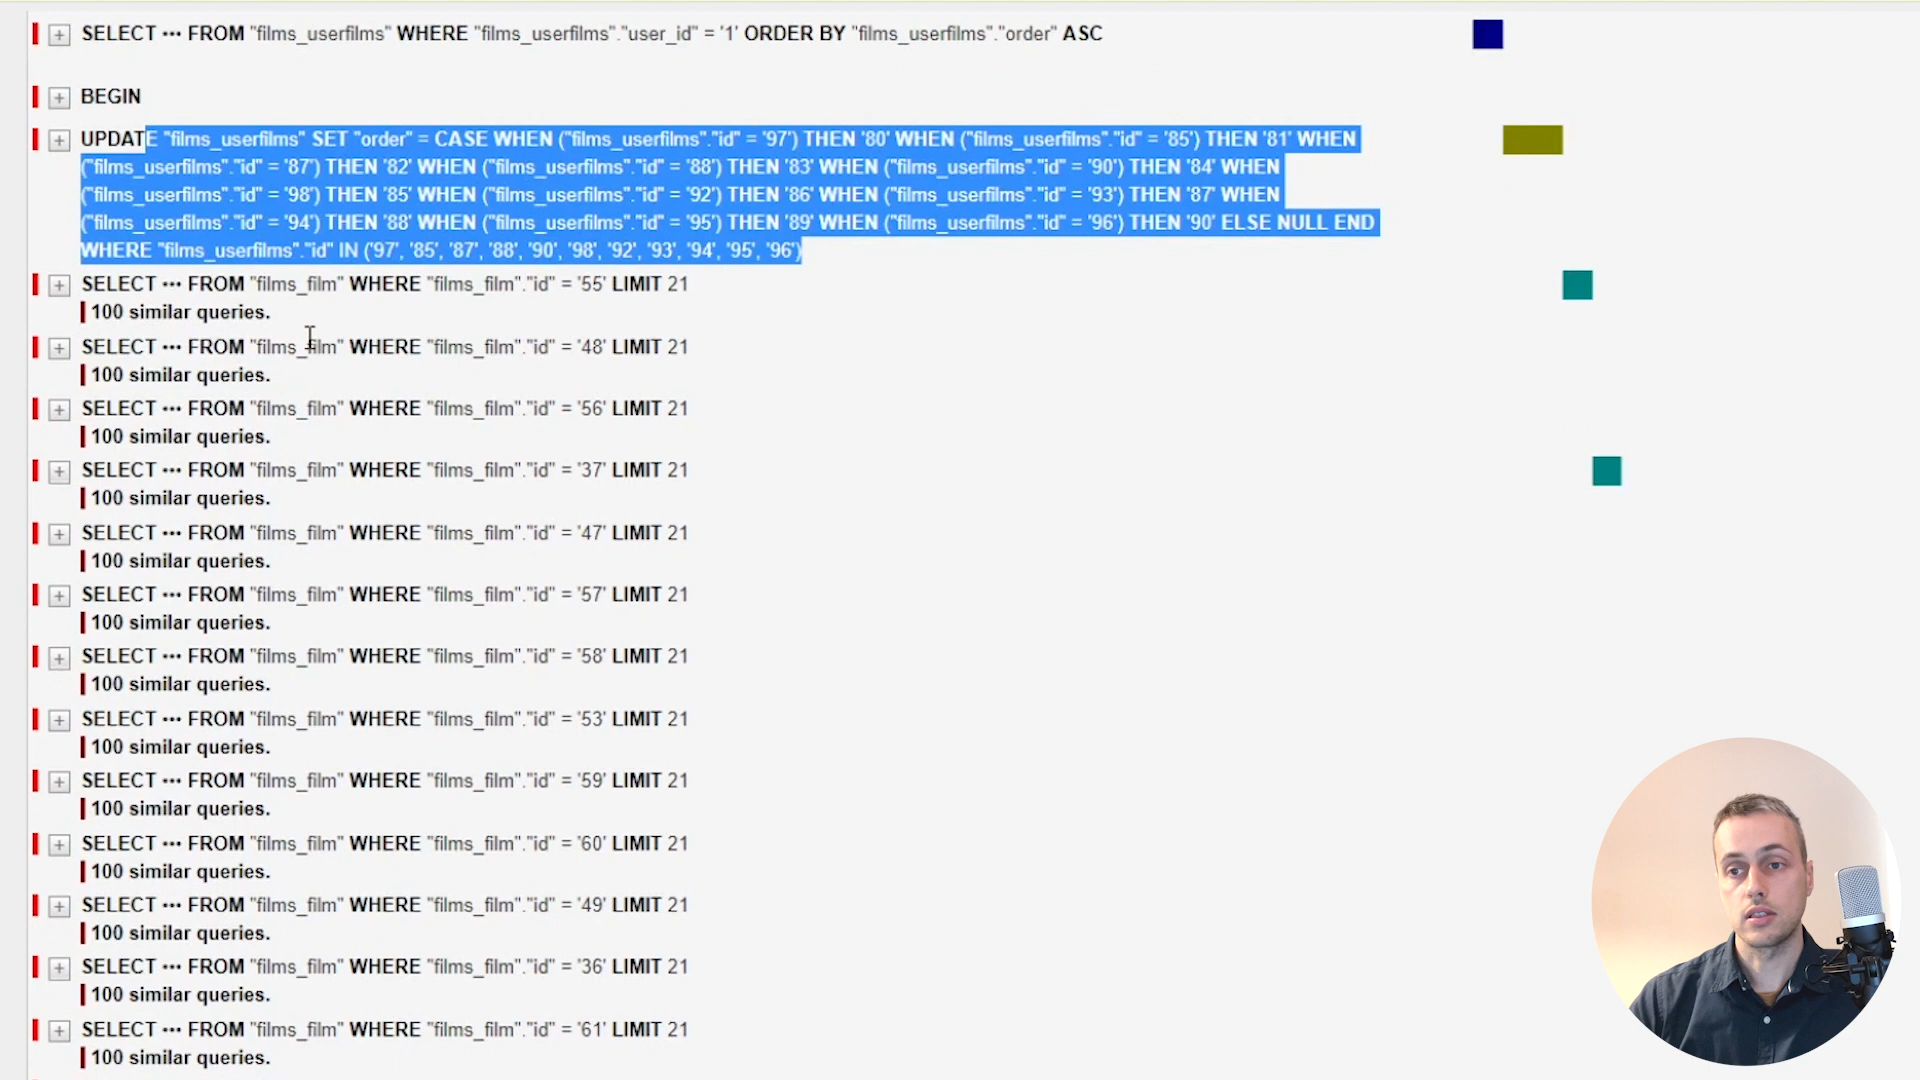 SELECT ••• FROM "films_userfilms" WHERE "films_userfilms"."user_id" = '1' ORDER BY "films_userfilms"."order" ASC
BEGIN
UPDATE "films_userfilms" SET "order" = CASE WHEN ("films_userfilms"."id" = '97') THEN '80' WHEN ("films_userfilms"."id" = '85') THEN '81' WHEN
("films_userfilms"."id" = '87') THEN '82' WHEN ("films_userfilms"."id" = '88') THEN '83' WHEN ("films_userfilms"."id" = '90') THEN '84' WHEN
("films_userfilms"."id" = '98') THEN '85' WHEN ("films_userfilms"."id" = '92') THEN '86' WHEN ("films_userfilms"."id" = '93') THEN '87' WHEN
("films_userfilms"."id" = '94') THEN '88' WHEN ("films_userfilms"."id" = '95') THEN '89' WHEN ("films_userfilms"."id" = '96') THEN '90' ELSE NULL END
WHERE "films_userfilms"."id" IN ('97', '85', '87', '88', '90', '98', '92', '93', '94', '95', '96')
SELECT ••• FROM "films_film" WHERE "films_film"."id" = '55' LIMIT 21
100 similar queries.
SELECT ••• FROM "films_film" WHERE "films_film"."id" = '48' LIMIT 21
100 similar queries.
SELECT ••• FROM "films_film" WHERE "films_film"."id" = '56' LIMIT 21
100 similar queries.
SELECT ••• FROM "films_film" WHERE "films_film"."id" = '37' LIMIT 21
100 similar queries.
SELECT ••• FROM "films_film" WHERE "films_film"."id" = '47' LIMIT 21
100 similar queries.
SELECT ••• FROM "films_film" WHERE "films_film"."id" = '57' LIMIT 21
100 similar queries.
SELECT ••• FROM "films_film" WHERE "films_film"."id" = '58' LIMIT 21
100 similar queries.
SELECT ••• FROM "films_film" WHERE "films_film"."id" = '53' LIMIT 21
100 similar queries.
SELECT ••• FROM "films_film" WHERE "films_film"."id" = '59' LIMIT 21
100 similar queries.
SELECT ••• FROM "films_film" WHERE "films_film"."id" = '60' LIMIT 21
100 similar queries.
SELECT ••• FROM "films_film" WHERE "films_film"."id" = '49' LIMIT 21
100 similar queries.
SELECT ••• FROM "films_film" WHERE "films_film"."id" = '36' LIMIT 21
100 similar queries.
SELECT ••• FROM "films_film" WHERE "films_film"."id" = '61' LIMIT 21
100 similar queries.